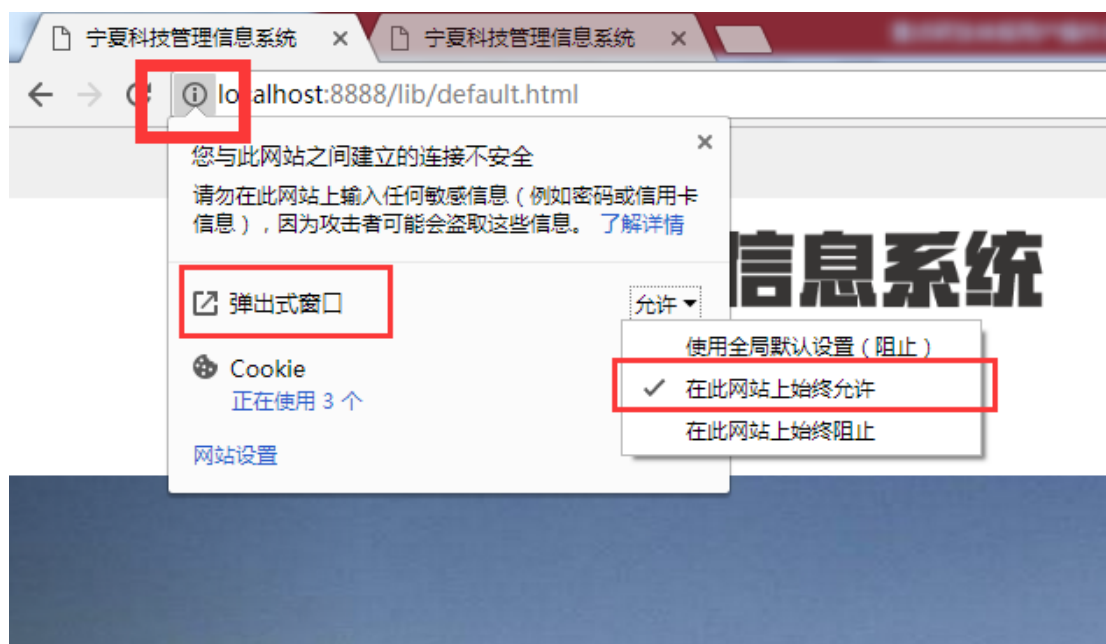 宁夏科技管理信息系统
宁夏科技管理信息系统
localhost:8888/lib/default.html
您与此网站之间建立的连接不安全
请勿在此网站上输入任何敏感信息（例如密码或信用卡
信息），因为攻击者可能会盗取这些信息。 了解详情
信息系统
弹出式窗口
允许
使用全局默认设置（阻止）
Cookie
在此网站上始终允许
正在使用 3 个
在此网站上始终阻止
网站设置